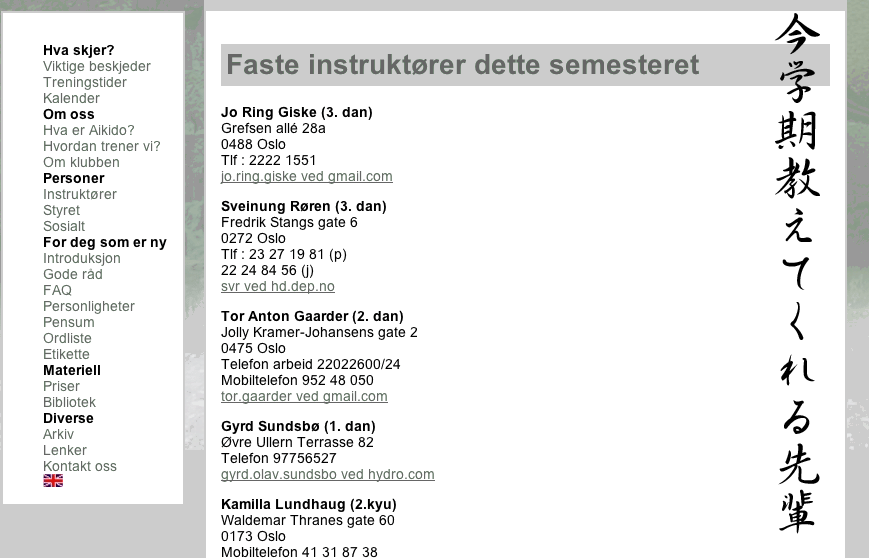 Hva skjer?
Viktige beskjeder
Treningstider
Kalender
Om oss
Hva er Aikido?
Hvordan trener vi?
Om klubben
Personer
Instruktører
Styret
Sosialt
For deg som er ny
Introduksjon
Gode råd
FAQ
Personligheter
Pensum
Ordliste
Etikette
Materiell
Priser
Bibliotek
Diverse
Arkiv
Lenker
Kontakt oss
Faste instruktører dette semesteret
Jo Ring Giske (3. dan)
Grefsen allé 28a
0488 Oslo
Tlf : 2222 1551
jo.ring.giske ved gmail.com
Sveinung Røren (3. dan)
Fredrik Stangs gate 6
0272 Oslo
Tlf : 23 27 19 81 (p)
22 24 84 56 (j)
svr ved hd.dep.no
Tor Anton Gaarder (2. dan)
Jolly Kramer-Johansens gate 2
0475 Oslo
Telefon arbeid 22022600/24
Mobiltelefon 952 48 050
tor.gaarder ved gmail.com
Gyrd Sundsbø (1. dan)
Øvre Ullern Terrasse 82
Telefon 97756527
gyrd.olav.sundsbo ved hydro.com
Kamilla Lundhaug (2.kyu)
Waldemar Thranes gate 60
0173 Oslo
Mobiltelefon 41 31 87 38
今学期教えてくれる先輩